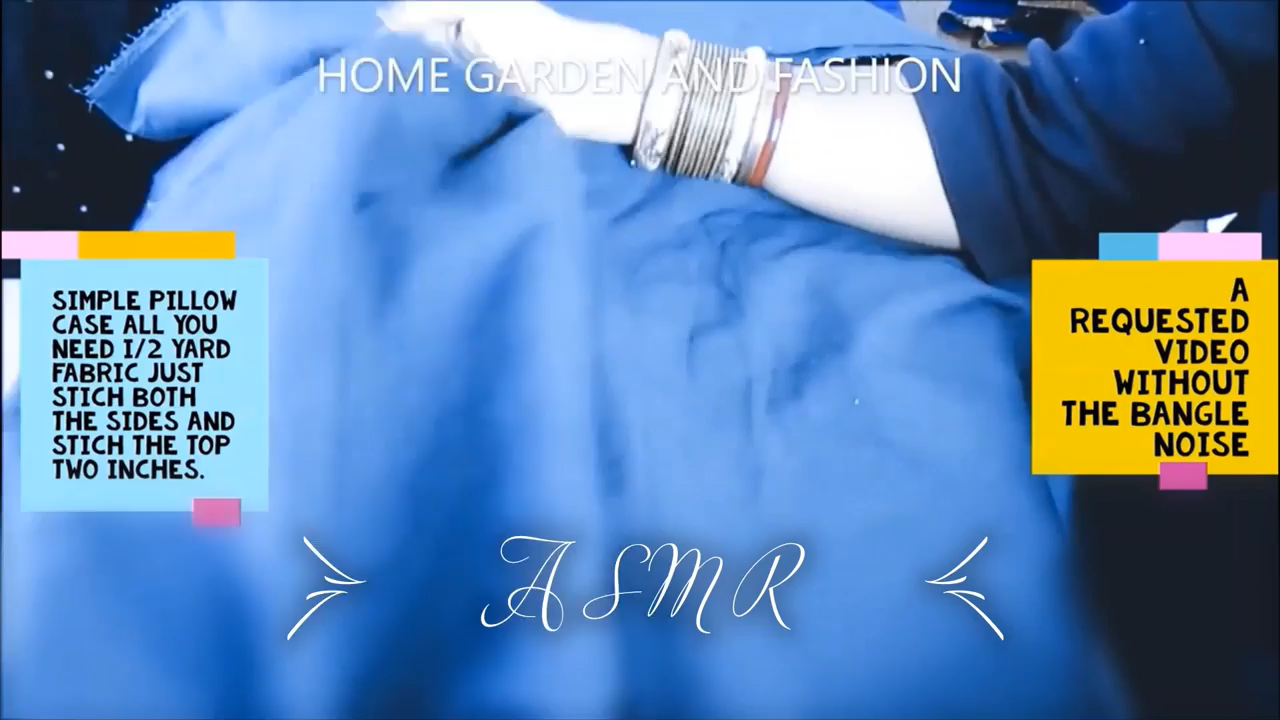 HOME GARDEN AND FASHION
SIMPLE PILLOW
CASE ALL YOU
NEED 1/2 YARD
FABRIC JUST
STICH BOTH
THE SIDES AND
STICH THE TOP
TWO INCHES.
A
REQUESTED
VIDEO
WITHOUT
THE BANGLE
NOISE
ASMR